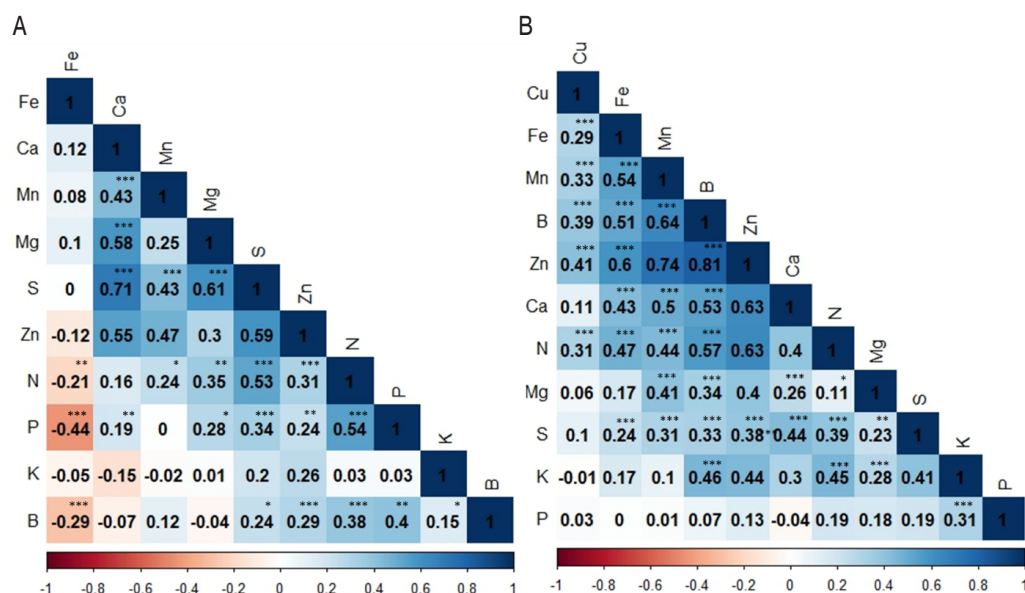 A
Fe
Fe 1 Ca
Ca 0.12 1 Mn
***
Mn 0.08 0.43 1 Mg
***
Mg 0.1 0.58 0.25 1 S
*** *** ***
S 0 0.71 0.43 0.61 1 Zn
Zn -0.12 0.55 0.47 0.3 0.59 1 N
** * ** *** ***
N -0.21 0.16 0.24 0.35 0.53 0.31 1 P
*** ** * *** ** ***
P -0.44 0.19 0 0.28 0.34 0.24 0.54 1 K
K -0.05 -0.15 -0.02 0.01 0.2 0.26 0.03 0.03 1 B
*** * *** *** ** *
B -0.29 -0.07 0.12 -0.04 0.24 0.29 0.38 0.4 0.15 1
-1 -0.8 -0.6 -0.4 -0.2 0 0.2 0.4 0.6 0.8 1
B
Cu
Cu 1 Fe
***
Fe 0.29 1 Mn
*** ***
Mn 0.33 0.54 1 B
*** *** ***
B 0.39 0.51 0.64 1 Zn
*** *** ***
Zn 0.41 0.6 0.74 0.81 1 Ca
*** *** ***
Ca 0.11 0.43 0.5 0.53 0.63 1 N
*** *** *** ***
N 0.31 0.47 0.44 0.57 0.63 0.4 1 Mg
*** *** *** *
Mg 0.06 0.17 0.41 0.34 0.4 0.26 0.11 1 S
*** *** *** *** *** **
S 0.1 0.24 0.31 0.33 0.38* 0.44 0.39 0.23 1 K
*** *** ***
K -0.01 0.17 0.1 0.46 0.44 0.3 0.45 0.28 0.41 1 P
***
P 0.03 0 0.01 0.07 0.13 -0.04 0.19 0.18 0.19 0.31 1
-1 -0.8 -0.6 -0.4 -0.2 0 0.2 0.4 0.6 0.8 1